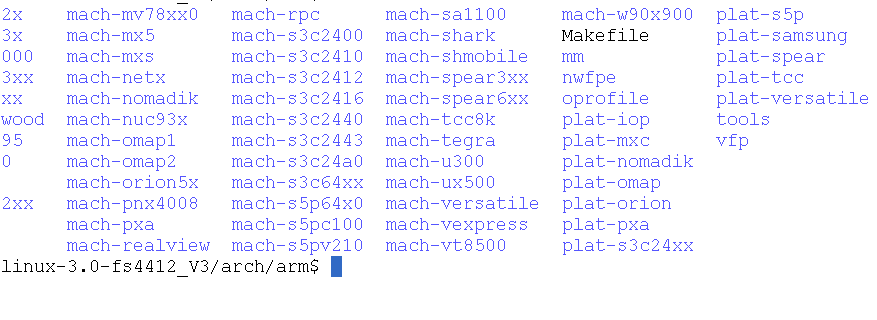 2x mach-mv78xx0 mach-rpc mach-sa1100 mach-w90x900 plat-s5p
3x mach-mx5 mach-s3c2400 mach-shark Makefile plat-samsung
000 mach-mxs mach-s3c2410 mach-shmobile mm plat-spear
3xx mach-netx mach-s3c2412 mach-spear3xx nwfpe plat-tcc
xx mach-nomadik mach-s3c2416 mach-spear6xx oprofile plat-versatile
wood mach-nuc93x mach-s3c2440 mach-tcc8k plat-iop tools
95 mach-omap1 mach-s3c2443 mach-tegra plat-mxc vfp
0 mach-omap2 mach-s3c24a0 mach-u300 plat-nomadik
mach-orion5x mach-s3c64xx mach-ux500 plat-omap
2xx mach-pnx4008 mach-s5p64x0 mach-versatile plat-orion
mach-pxa mach-s5pc100 mach-vexpress plat-pxa
mach-realview mach-s5pv210 mach-vt8500 plat-s3c24xx
linux-3.0-fs4412_V3/arch/arm$